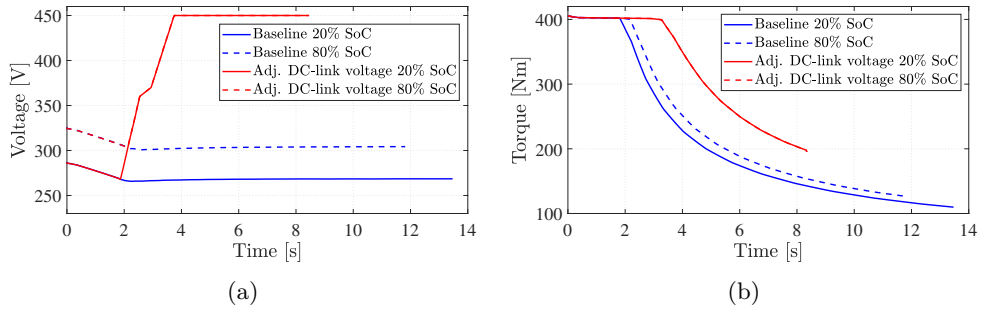 450
400
350
300
250
0 2 4 6 8 10 12 14
Voltage [V]
Time [s]
Baseline 20% SoC
Baseline 80% SoC
Adj. DC-link voltage 20% SoC
Adj. DC-link voltage 80% SoC
(a)
400
300
200
100
0 2 4 6 8 10 12 14
Torque [Nm]
Time [s]
Baseline 20% SoC
Baseline 80% SoC
Adj. DC-link voltage 20% SoC
Adj. DC-link voltage 80% SoC
(b)